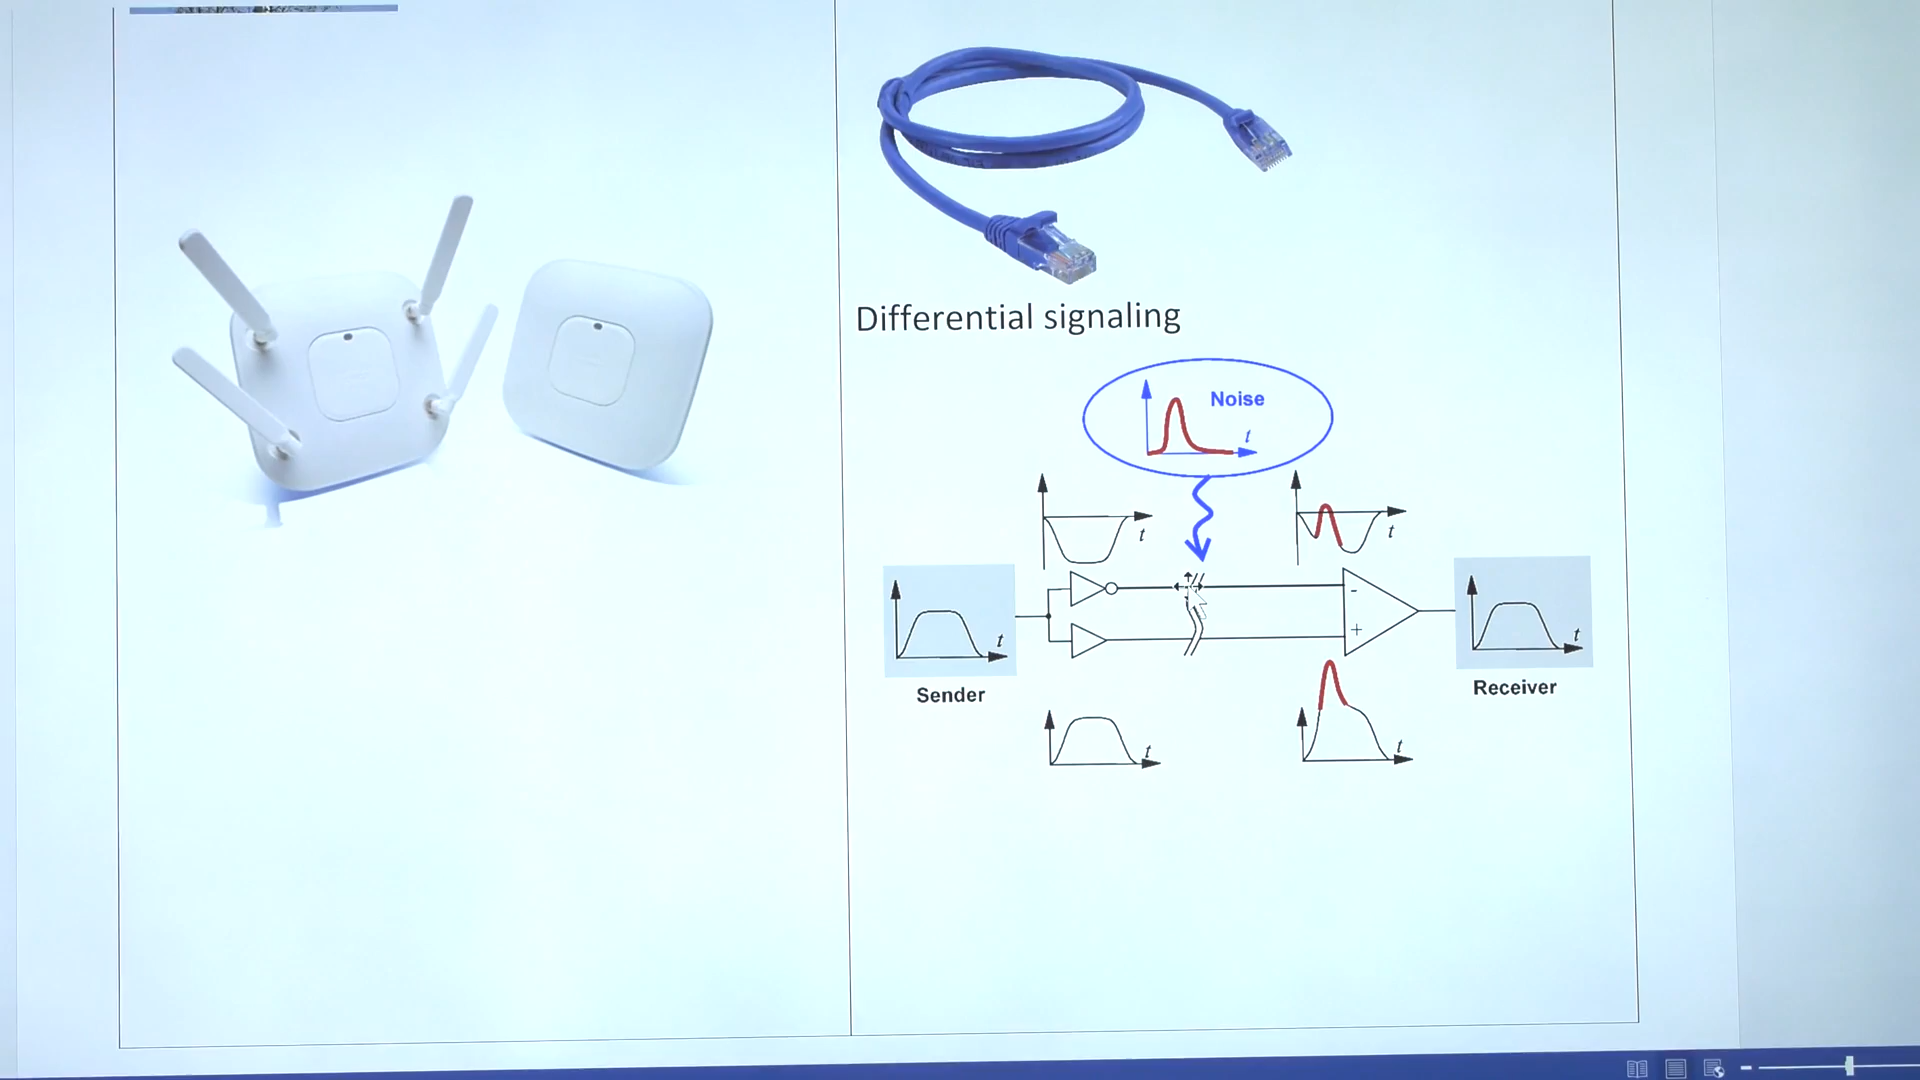 Differential signaling
Noise
t
t
t
t
t
-
+
t
Sender
Receiver
t
t